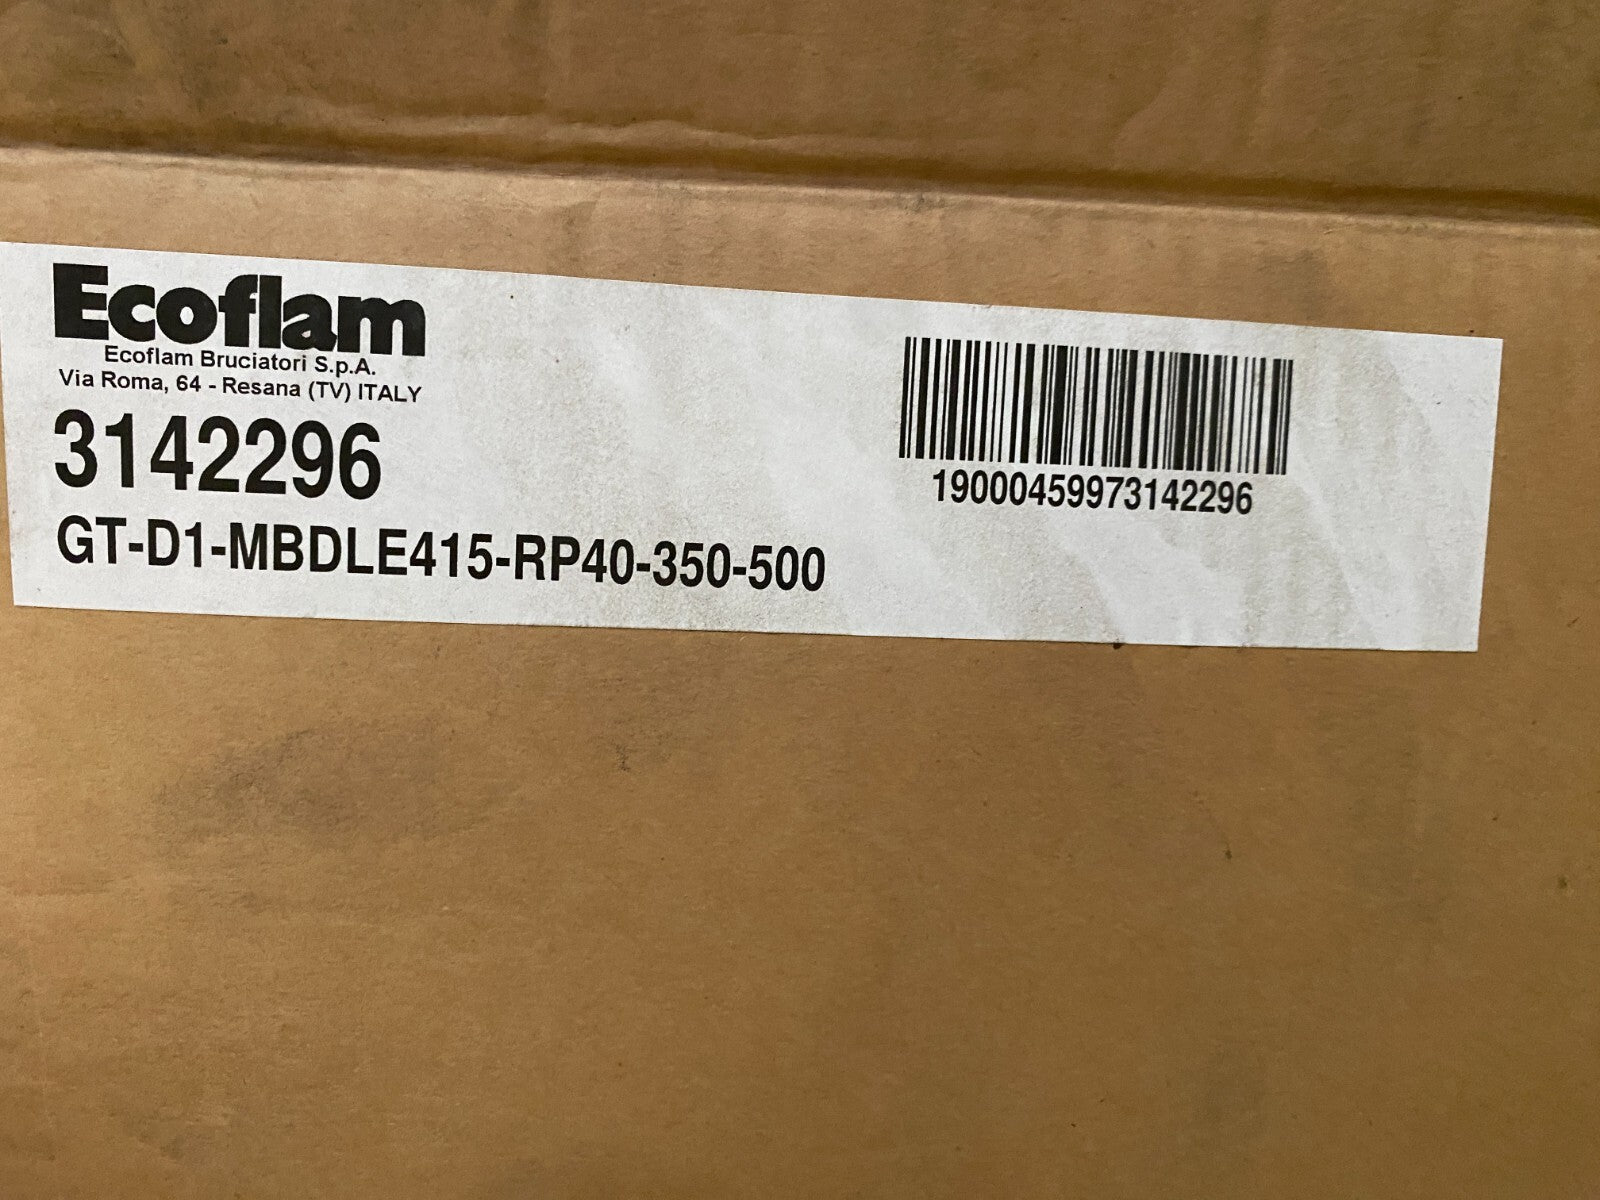 Ecoflam
Ecoflam Bruciatori S.p.A.
Via Roma, 64 - Resana (TV) ITALY
3142296
GT-D1-MBDLE415-RP40-350-500
19000459973142296